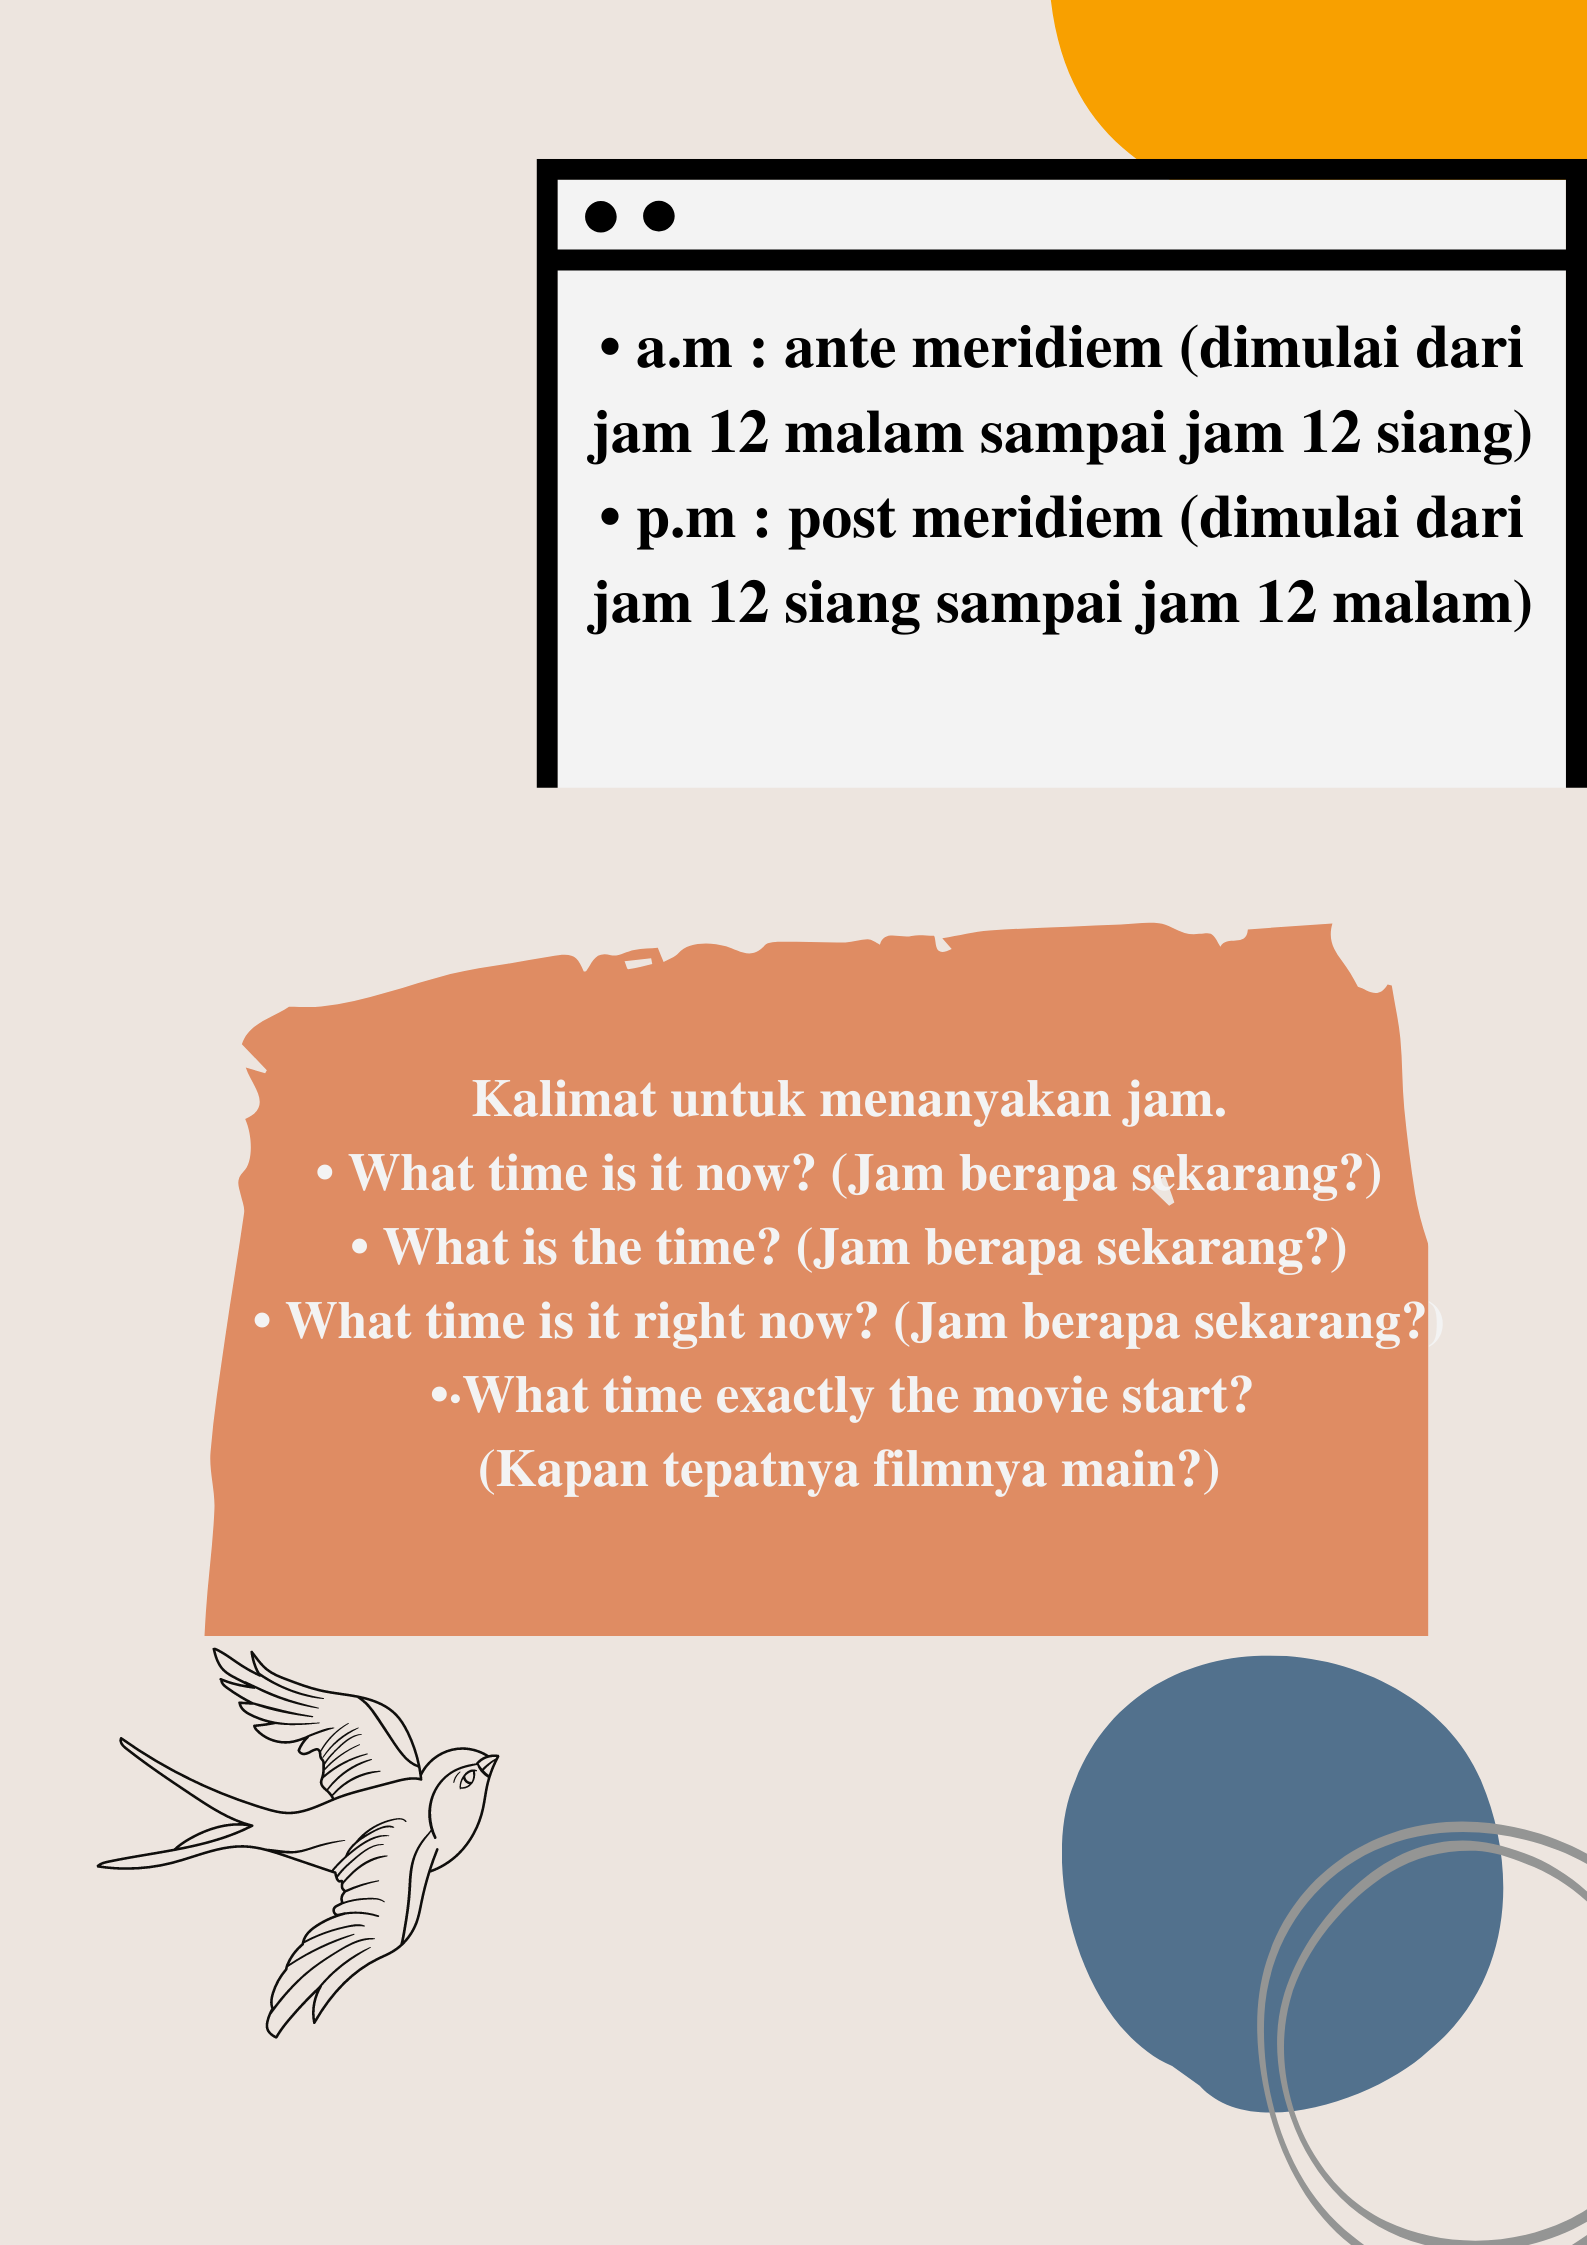 • a.m : ante meridiem (dimulai dari
jam 12 malam sampai jam 12 siang)
• p.m : post meridiem (dimulai dari
jam 12 siang sampai jam 12 malam)
Kalimat untuk menanyakan jam.
• What time is it now? (Jam berapa sekarang?)
• What is the time? (Jam berapa sekarang?)
• What time is it right now? (Jam berapa sekarang?)
•·What time exactly the movie start?
(Kapan tepatnya filmnya main?)